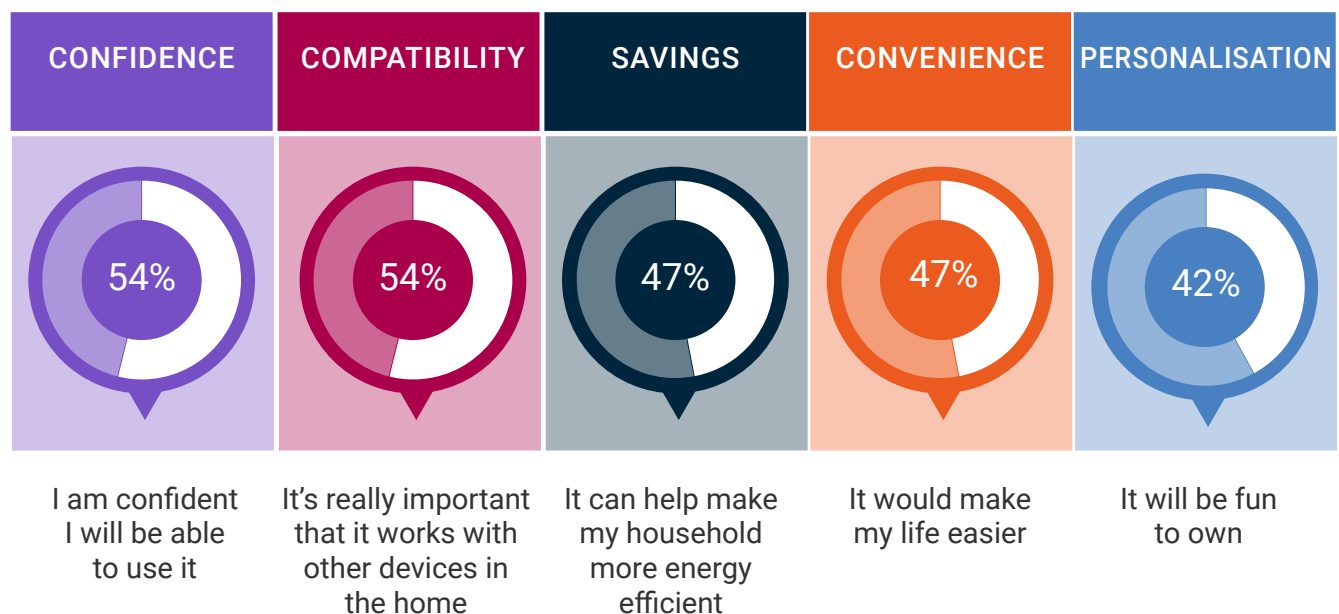 CONFIDENCE
COMPATIBILITY
SAVINGS
CONVENIENCE
PERSONALISATION
54%
54%
47%
47%
42%
I am confident
I will be able
to use it
It's really important
that it works with
other devices in
the home
It can help make
my household
more energy
efficient
It would make
my life easier
It will be fun
to own